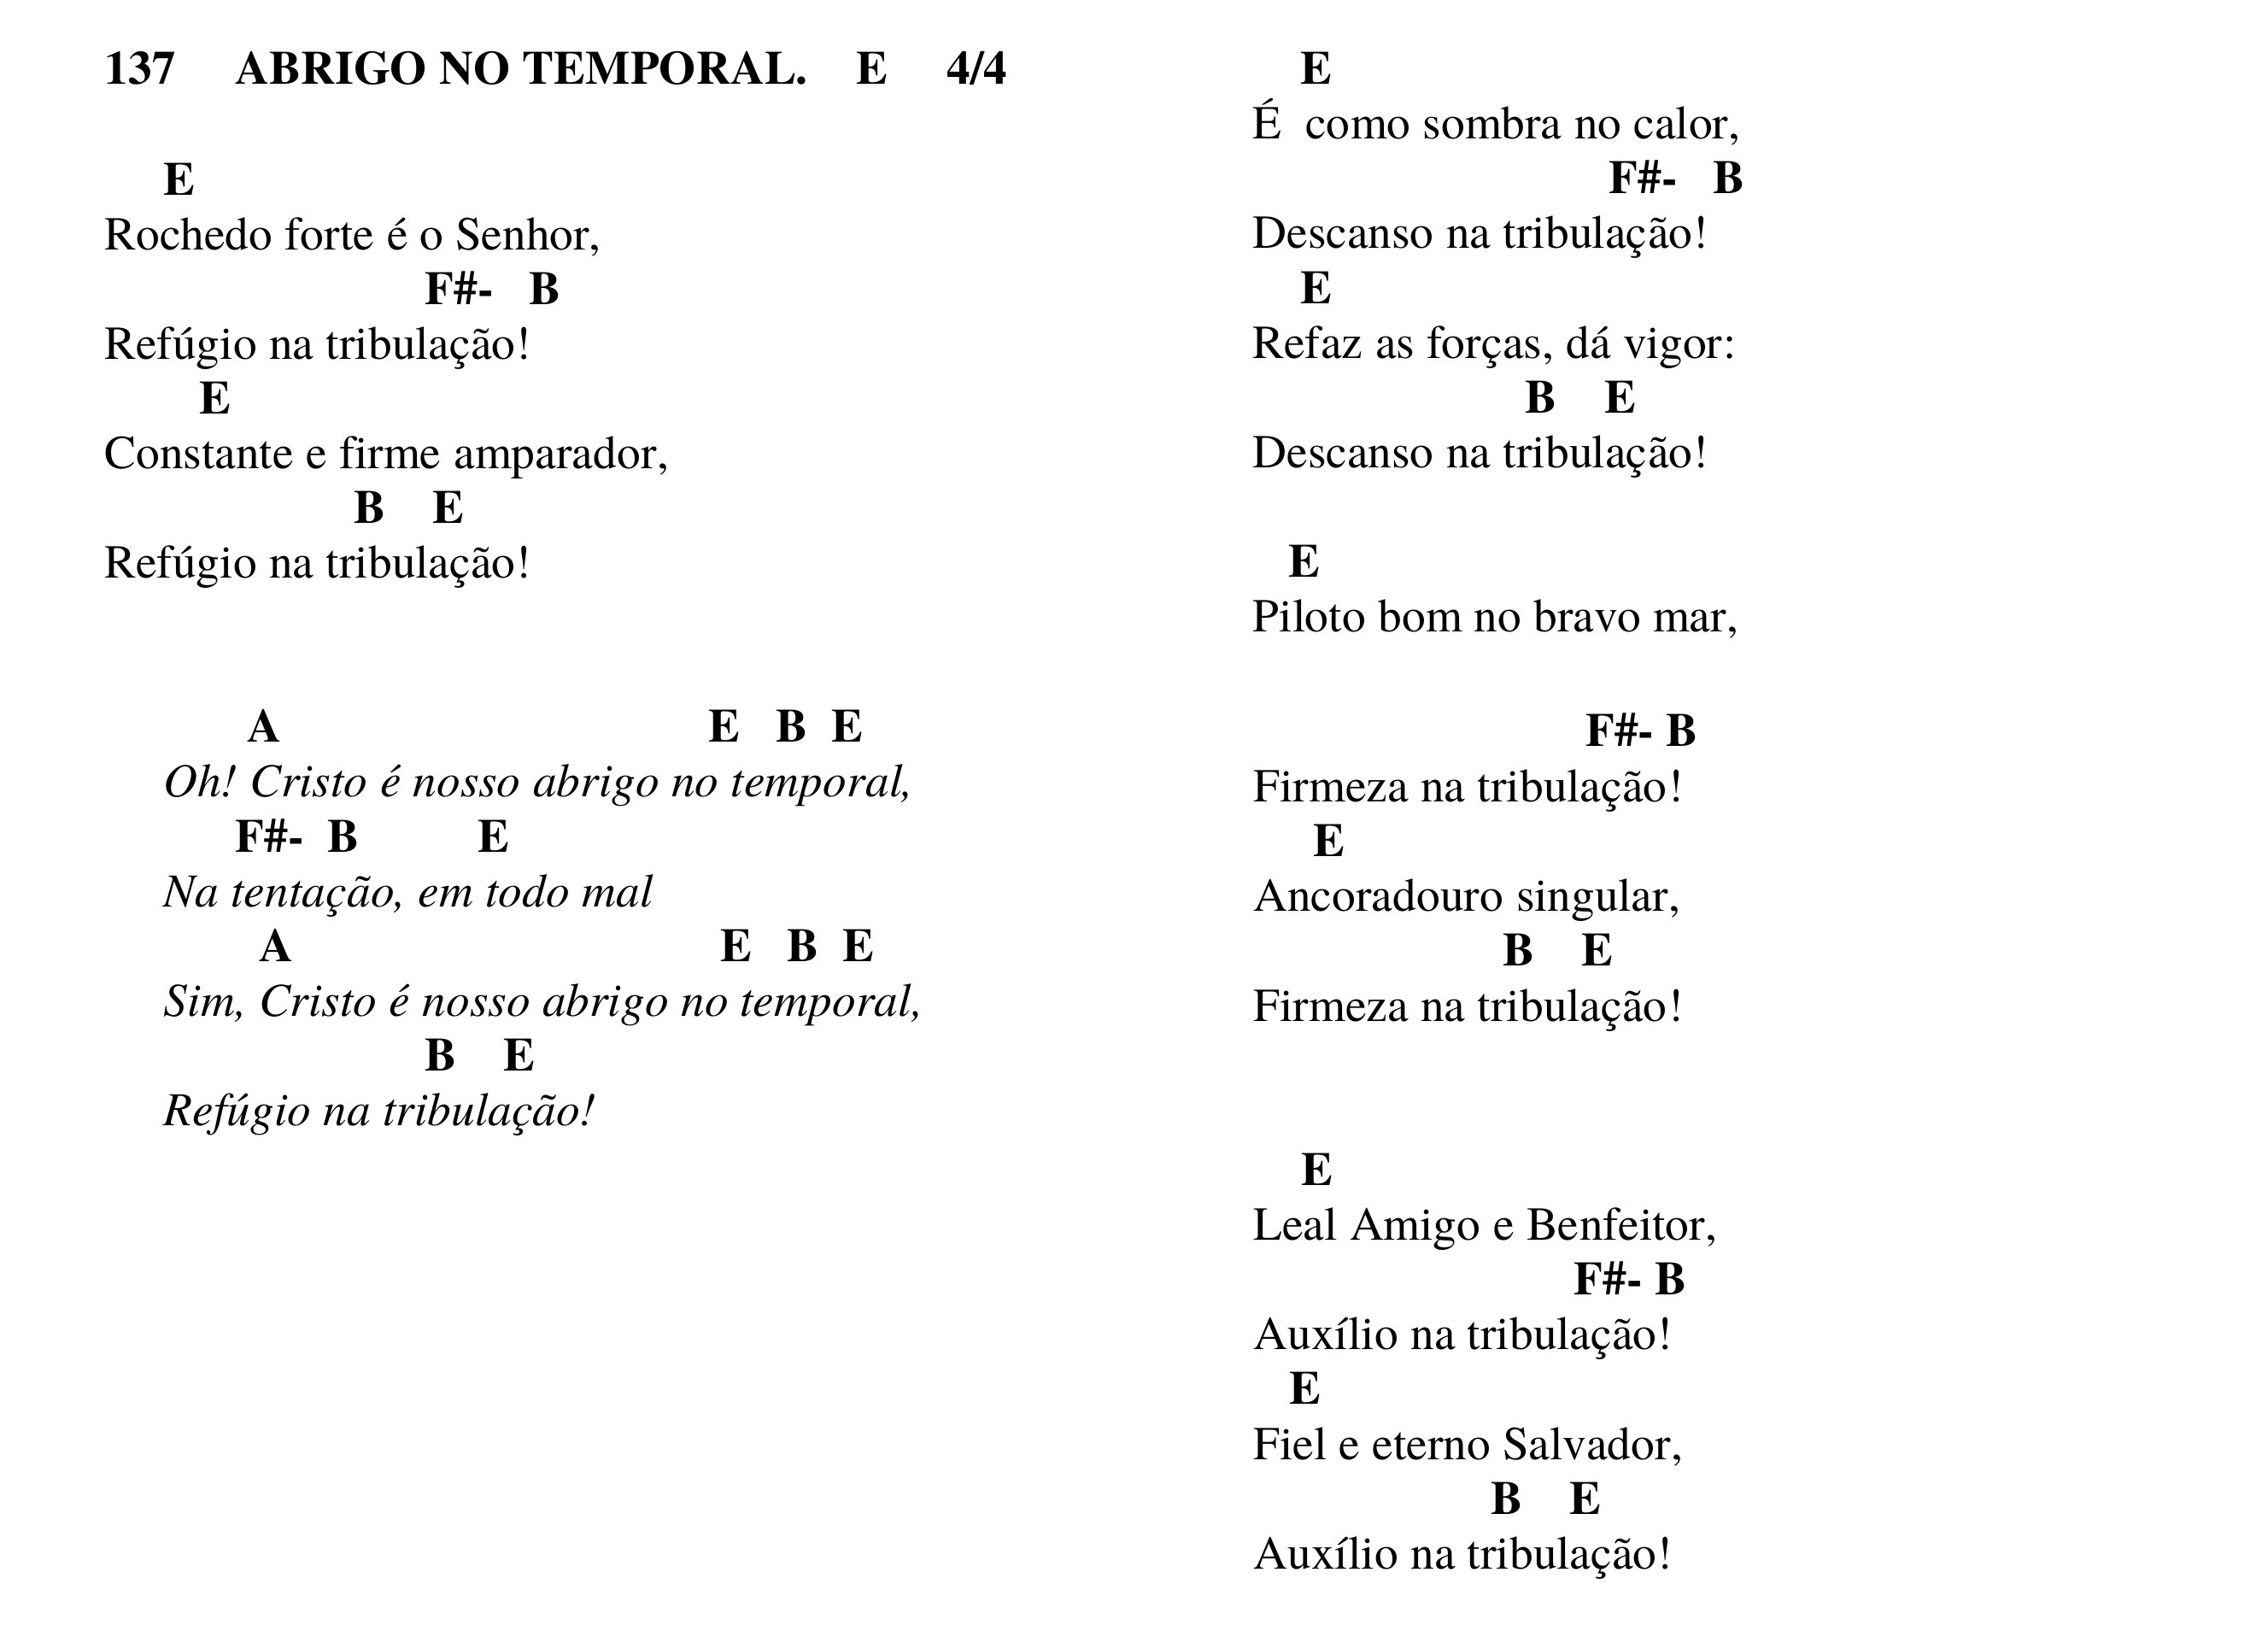 137 ABRIGO NO TEMPORAL. E 4/4
E
Rochedo forte é o Senhor,
F#- B
Refúgio na tribulação!
E
Constante e firme amparador,
B E
Refúgio na tribulação!
A E B E
Oh! Cristo é nosso abrigo no temporal,
F#- B E
Na tentação, em todo mal
A E B E
Sim, Cristo é nosso abrigo no temporal,
B E
Refúgio na tribulação!
E
É como sombra no calor,
F#- B
Descanso na tribulação!
E
Refaz as forças, dá vigor:
B E
Descanso na tribulação!
E
Piloto bom no bravo mar,
F#- B
Firmeza na tribulação!
E
Ancoradouro singular,
B E
Firmeza na tribulação!
E
Leal Amigo e Benfeitor,
F#- B
Auxílio na tribulação!
E
Fiel e eterno Salvador,
B E
Auxílio na tribulação!